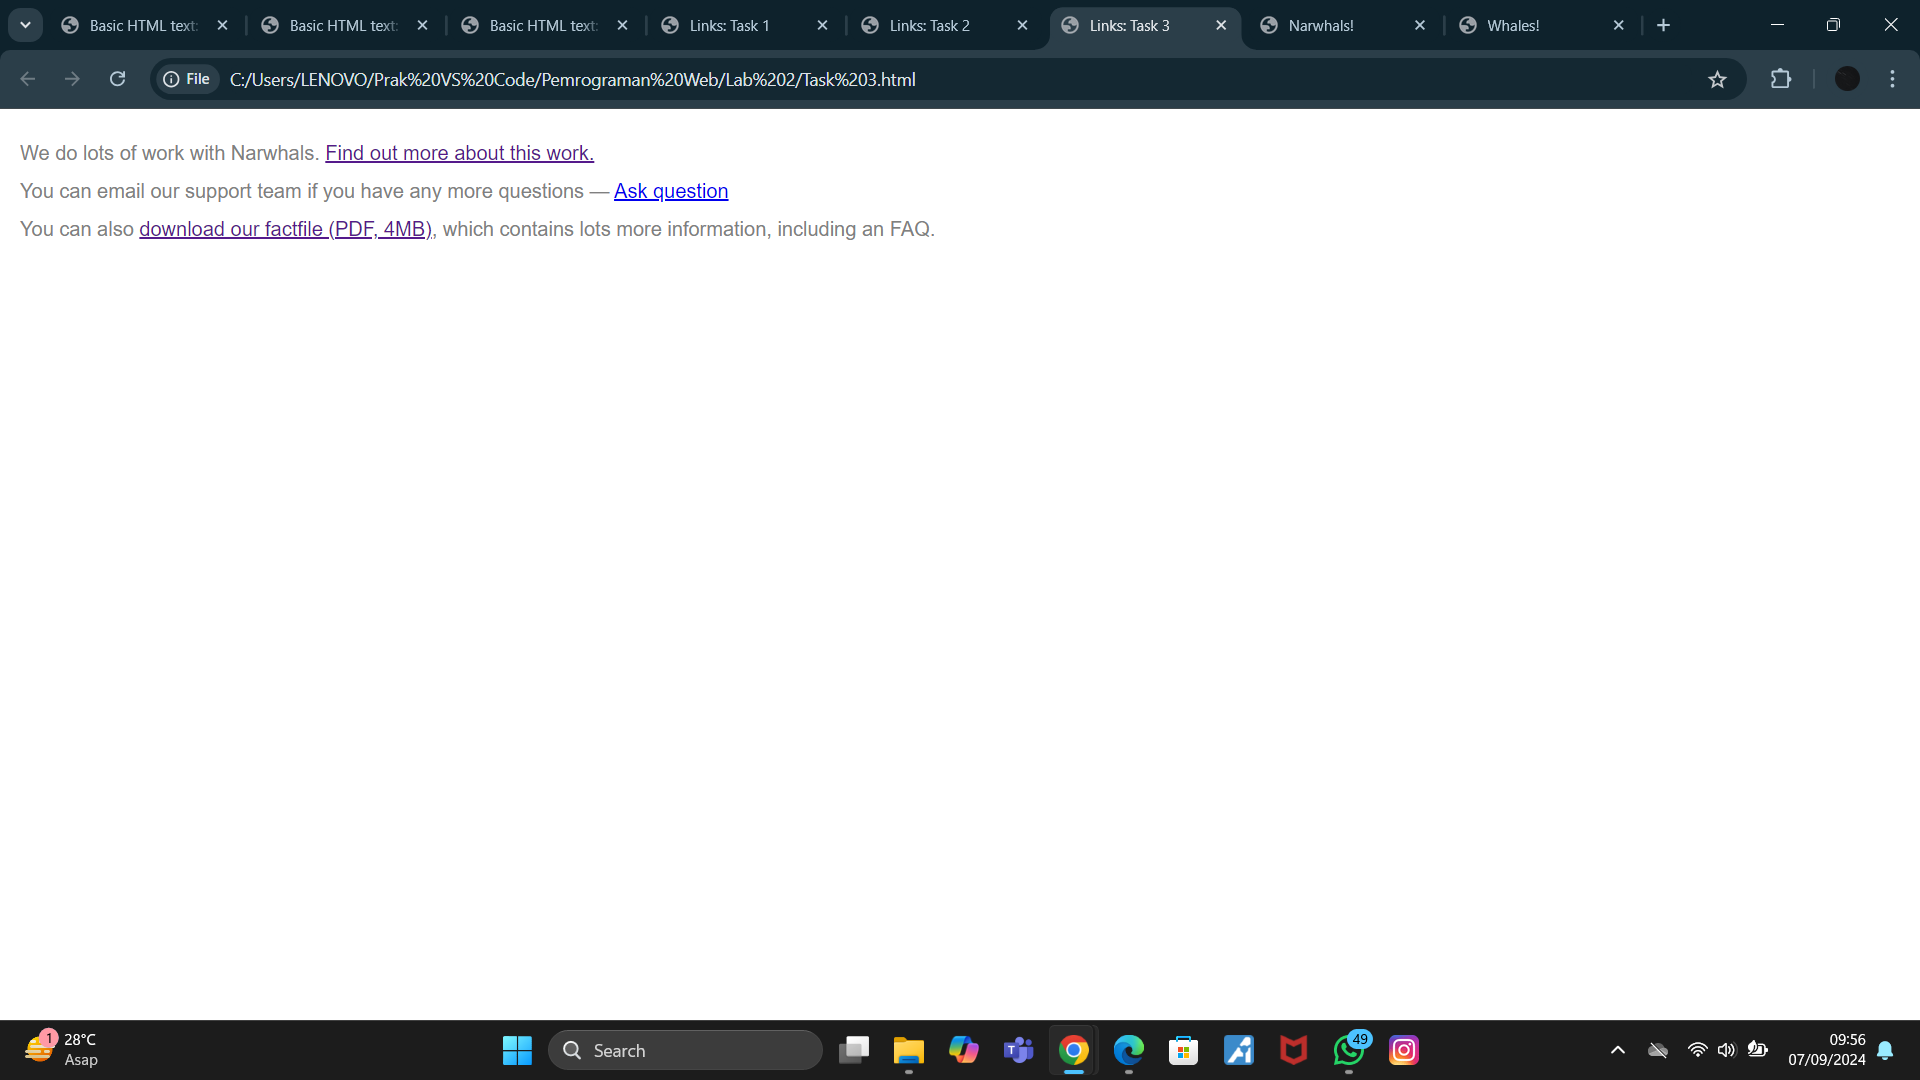 Basic HTML text:
Basic HTML text:
Basic HTML text:
Links: Task 1
Links: Task 2
Links: Task 3
Narwhals!
Whales!
File
C:/Users/LENOVO/Prak%20VS%20Code/Pemrograman%20Web/Lab%202/Task%203.html
We do lots of work with Narwhals. Find out more about this work.
You can email our support team if you have any more questions — Ask question
You can also download our factfile (PDF, 4MB), which contains lots more information, including an FAQ.
1
28°C
Asap
Search
49
09:56
07/09/2024